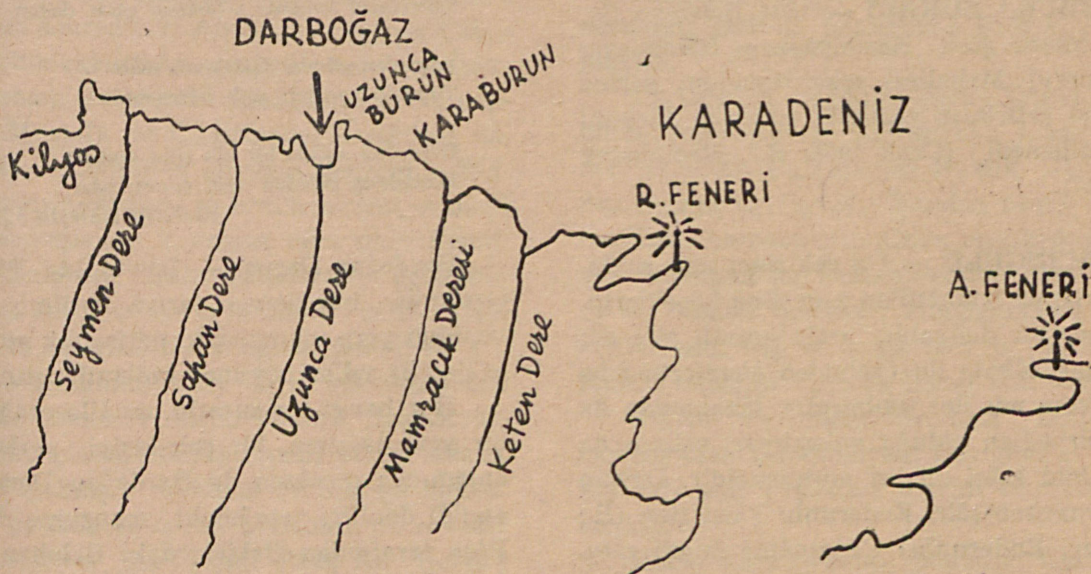 DARBOĞAZ
UZUNCA
BURUN
KARABURUN
KARADENİZ
Kilyos
R.FENERİ
A.FENERİ
Seymen Dere
Sapan Dere
Uzunca Dere
Mamracık Deresi
Keten Dere